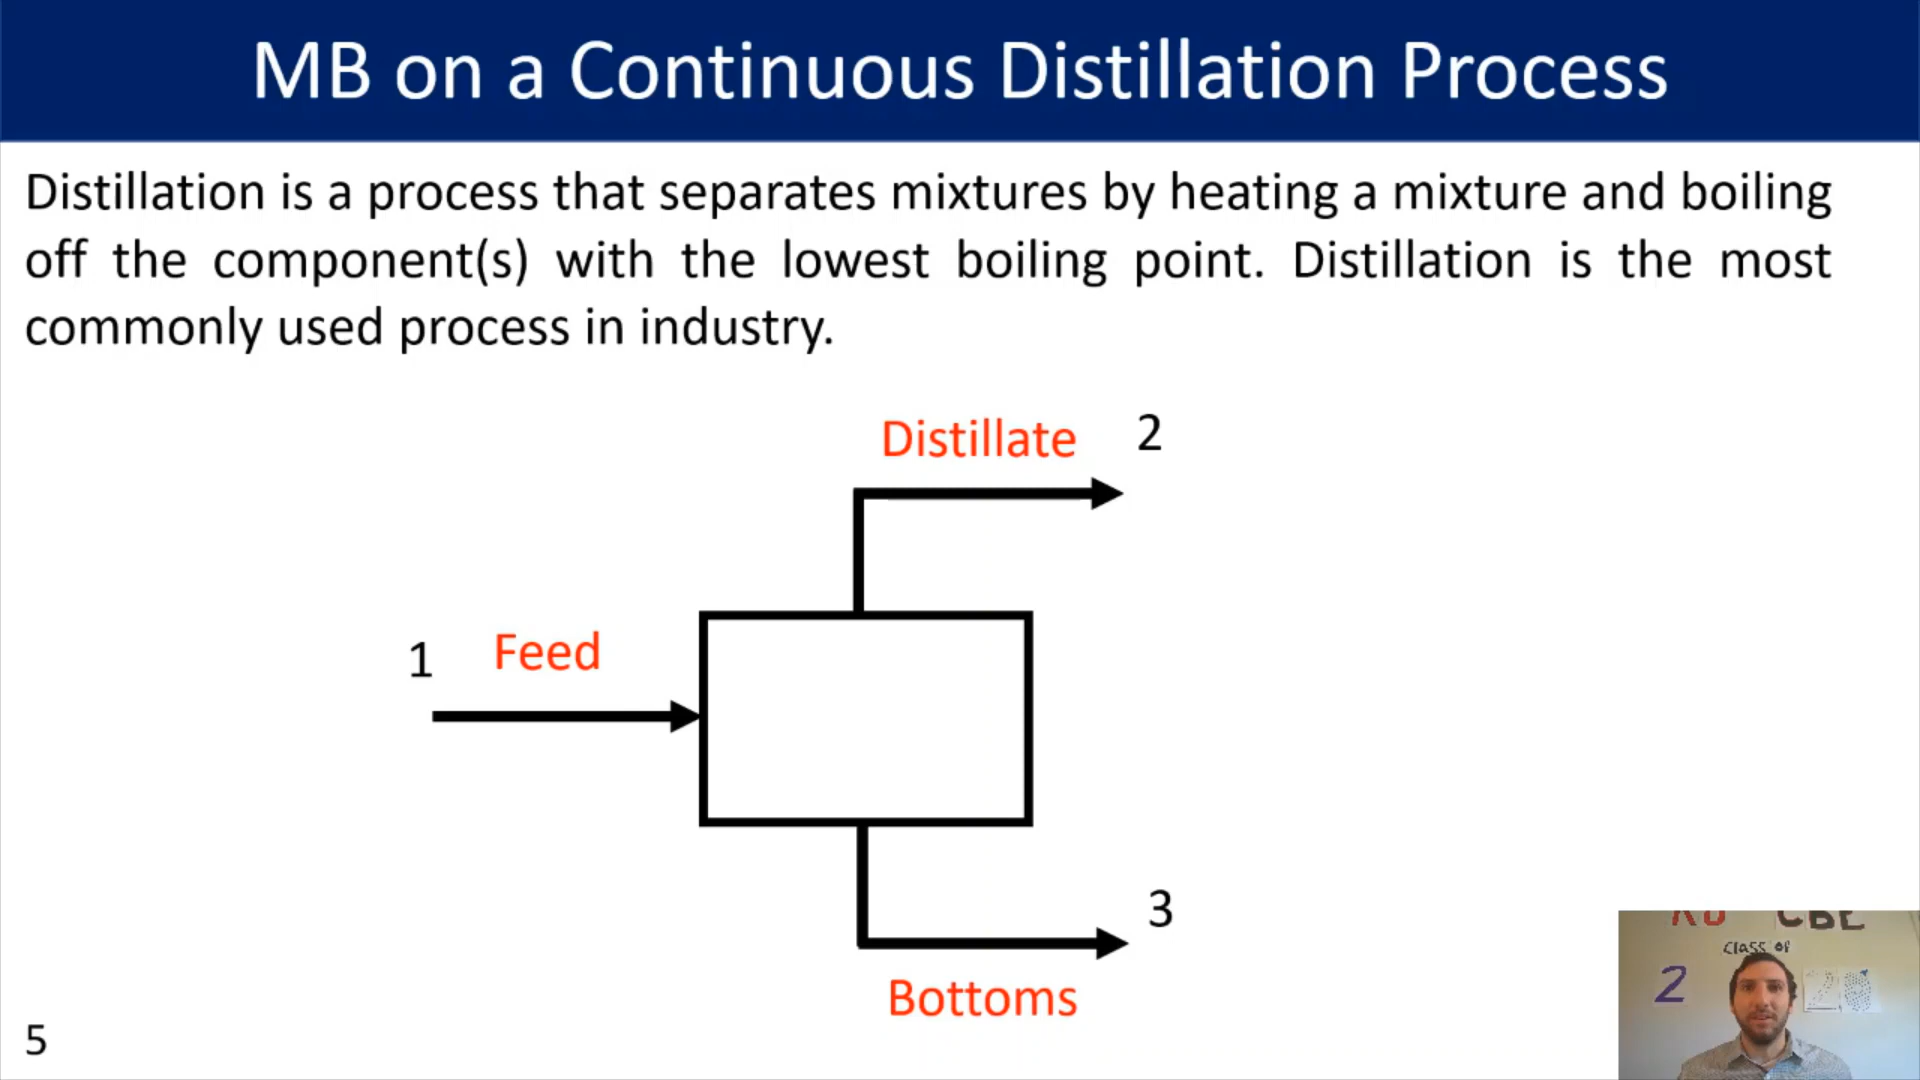 MB on a Continuous Distillation Process
Distillation is a process that separates mixtures by heating a mixture and boiling
off the component(s) with the lowest boiling point. Distillation is the most
commonly used process in industry.
Distillate 2
1 Feed
3
Bottoms
5
CBE
Class of
2 2